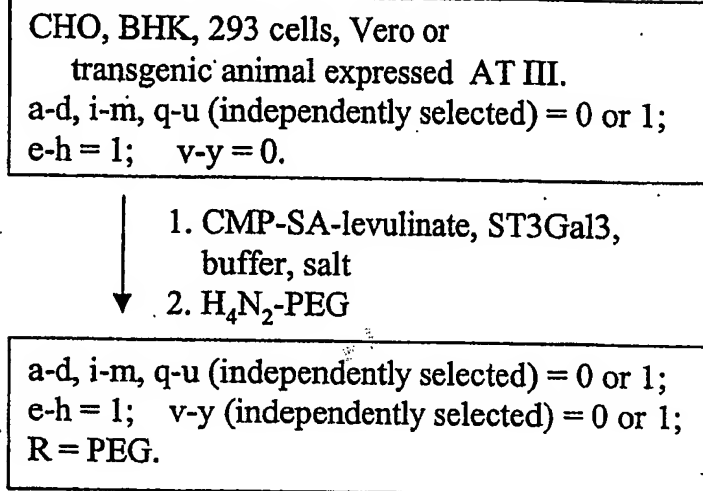 CHO, BHK, 293 cells, Vero or
transgenic animal expressed AT III.
a-d, i-m, q-u (independently selected) = 0 or 1;
e-h = 1; v-y = 0.
1. CMP-SA-levulinate, ST3Gal3,
buffer, salt
2. H₄N₂-PEG
a-d, i-m, q-u (independently selected) = 0 or 1;
e-h = 1; v-y (independently selected) = 0 or 1;
R = PEG.